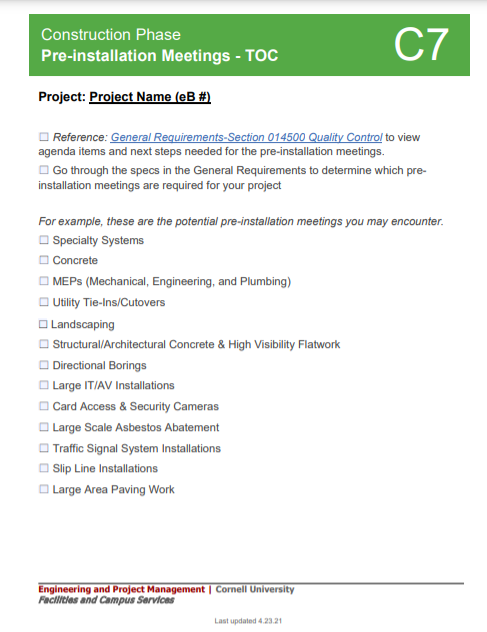 Construction Phase
Pre-installation Meetings - TOC
C7
Project: Project Name (eB #)
☐ Reference: General Requirements-Section 014500 Quality Control to view
agenda items and next steps needed for the pre-installation meetings.
☐ Go through the specs in the General Requirements to determine which pre-
installation meetings are required for your project
For example, these are the potential pre-installation meetings you may encounter.
☐ Specialty Systems
☐ Concrete
☐ MEPs (Mechanical, Engineering, and Plumbing)
☐ Utility Tie-Ins/Cutovers
☐ Landscaping
☐ Structural/Architectural Concrete & High Visibility Flatwork
☐ Directional Borings
☐ Large IT/AV Installations
☐ Card Access & Security Cameras
☐ Large Scale Asbestos Abatement
☐ Traffic Signal System Installations
☐ Slip Line Installations
☐ Large Area Paving Work
Engineering and Project Management | Cornell University
Facilities and Campus Services
Last updated 4.23.21